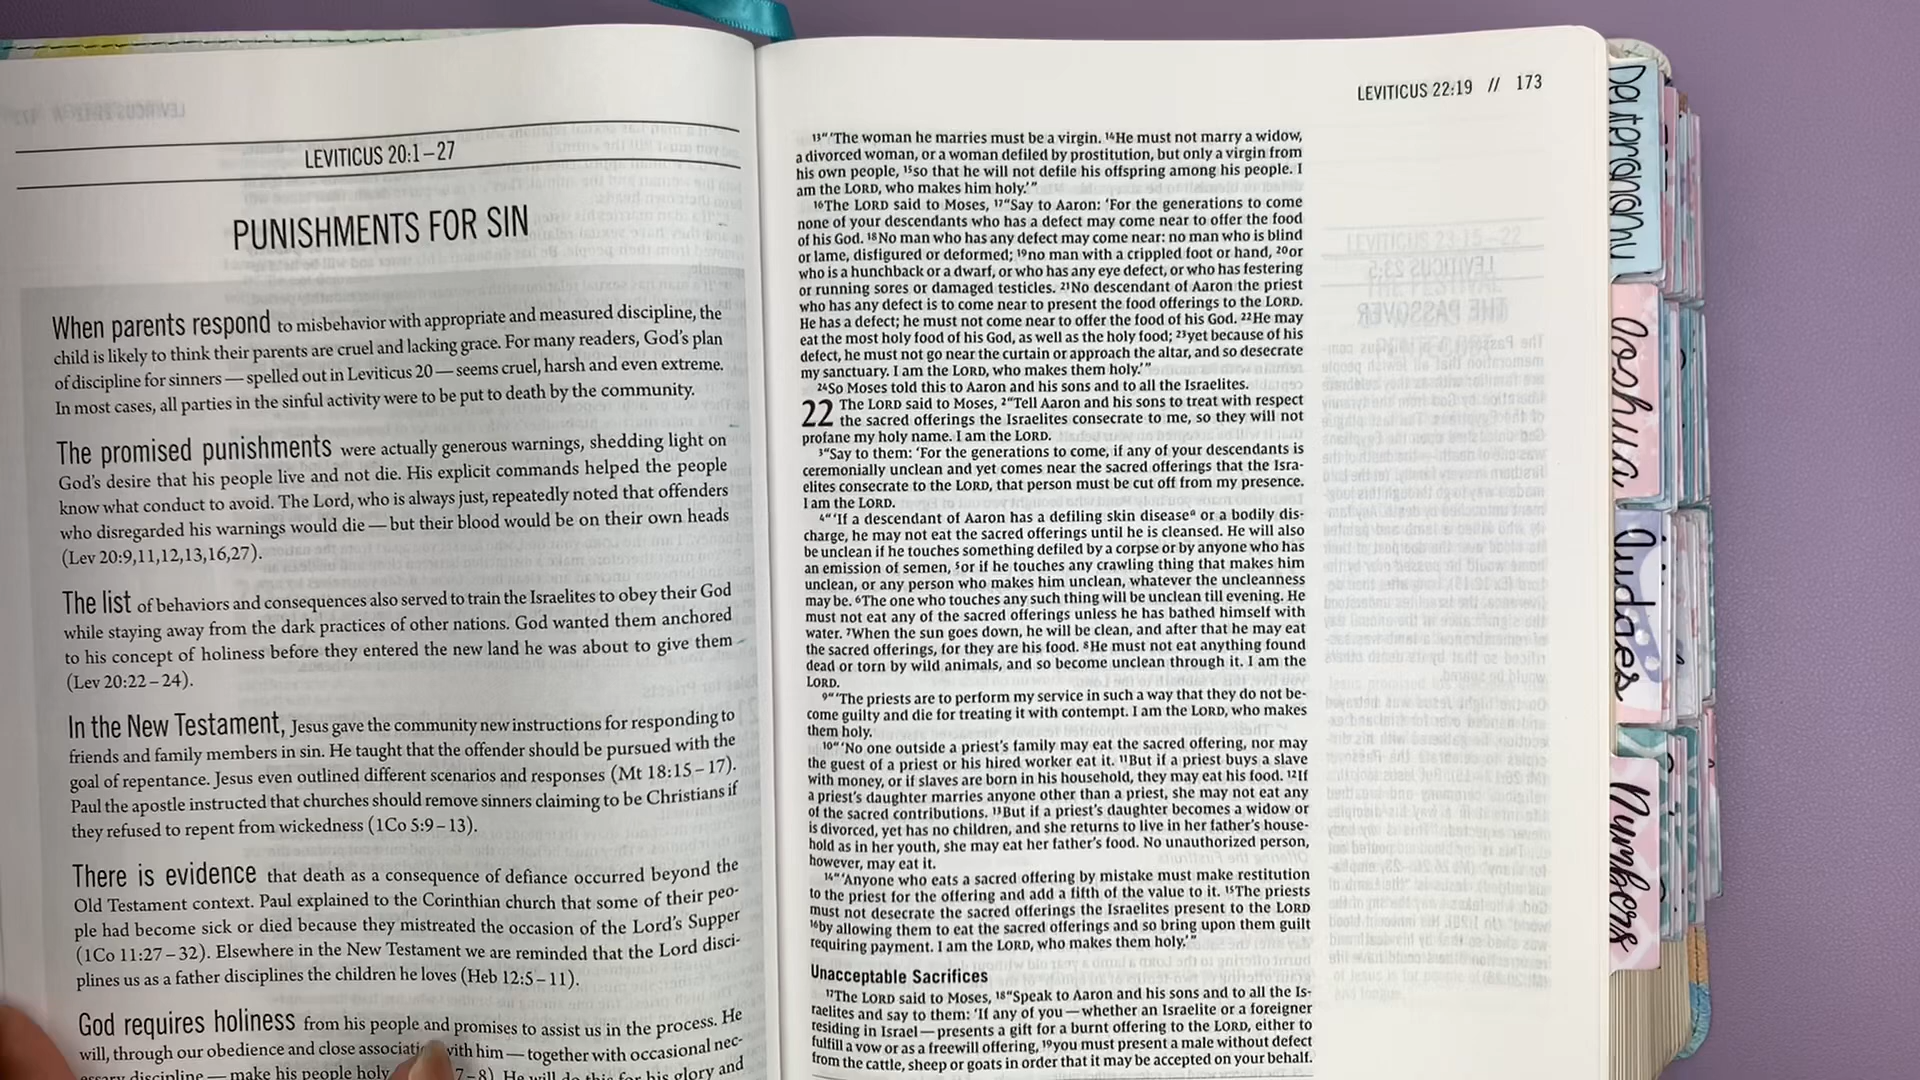 LEVITICUS 20:1–27
PUNISHMENTS FOR SIN
When parents respond to misbehavior with appropriate and measured discipline, the
child is likely to think their parents are cruel and lacking grace. For many readers, God's plan
of discipline for sinners — spelled out in Leviticus 20 — seems cruel, harsh and even extreme.
In most cases, all parties in the sinful activity were to be put to death by the community.
The promised punishments were actually generous warnings, shedding light on
God's desire that his people live and not die. His explicit commands helped the people
know what conduct to avoid. The Lord, who is always just, repeatedly noted that offenders
who disregarded his warnings would die — but their blood would be on their own heads
(Lev 20:9,11,12,13,16,27).
The list of behaviors and consequences also served to train the Israelites to obey their God
while staying away from the dark practices of other nations. God wanted them anchored
to his concept of holiness before they entered the new land he was about to give them
(Lev 20:22–24).
In the New Testament, Jesus gave the community new instructions for responding to
friends and family members in sin. He taught that the offender should be pursued with the
goal of repentance. Jesus even outlined different scenarios and responses (Mt 18:15–17).
Paul the apostle instructed that churches should remove sinners claiming to be Christians if
they refused to repent from wickedness (1Co 5:9–13).
There is evidence that death as a consequence of defiance occurred beyond the
Old Testament context. Paul explained to the Corinthian church that some of their peo-
ple had become sick or died because they mistreated the occasion of the Lord's Supper
(1Co 11:27–32). Elsewhere in the New Testament we are reminded that the Lord disci-
plines us as a father disciplines the children he loves (Heb 12:5–11).
God requires holiness from his people and promises to assist us in the process. He
will, through our obedience and close association with him — together with occasional nec-
essary discipline — make his people holy 7–8). He will do this for his glory and
LEVITICUS 22:19 // 173
13"'The woman he marries must be a virgin. 14He must not marry a widow,
a divorced woman, or a woman defiled by prostitution, but only a virgin from
his own people, 15so that he will not defile his offspring among his people. I
am the LORD, who makes him holy.'"
16The LORD said to Moses, 17"Say to Aaron: 'For the generations to come
none of your descendants who has a defect may come near to offer the food
of his God. 18No man who has any defect may come near: no man who is blind
or lame, disfigured or deformed; 19no man with a crippled foot or hand, 20or
who is a hunchback or a dwarf, or who has any eye defect, or who has festering
or running sores or damaged testicles. 21No descendant of Aaron the priest
who has any defect is to come near to present the food offerings to the LORD.
He has a defect; he must not come near to offer the food of his God. 22He may
eat the most holy food of his God, as well as the holy food; 23yet because of his
defect, he must not go near the curtain or approach the altar, and so desecrate
my sanctuary. I am the LORD, who makes them holy.'"
24So Moses told this to Aaron and his sons and to all the Israelites.
22 The LORD said to Moses, 2"Tell Aaron and his sons to treat with respect
the sacred offerings the Israelites consecrate to me, so they will not
profane my holy name. I am the LORD.
3"Say to them: 'For the generations to come, if any of your descendants is
ceremonially unclean and yet comes near the sacred offerings that the Isra-
elites consecrate to the LORD, that person must be cut off from my presence.
I am the LORD.
4"'If a descendant of Aaron has a defiling skin diseasea or a bodily dis-
charge, he may not eat the sacred offerings until he is cleansed. He will also
be unclean if he touches something defiled by a corpse or by anyone who has
an emission of semen, 5or if he touches any crawling thing that makes him
unclean, or any person who makes him unclean, whatever the uncleanness
may be. 6The one who touches any such thing will be unclean till evening. He
must not eat any of the sacred offerings unless he has bathed himself with
water. 7When the sun goes down, he will be clean, and after that he may eat
the sacred offerings, for they are his food. 8He must not eat anything found
dead or torn by wild animals, and so become unclean through it. I am the
LORD.
9"'The priests are to perform my service in such a way that they do not be-
come guilty and die for treating it with contempt. I am the LORD, who makes
them holy.
10"'No one outside a priest's family may eat the sacred offering, nor may
the guest of a priest or his hired worker eat it. 11But if a priest buys a slave
with money, or if slaves are born in his household, they may eat his food. 12If
a priest's daughter marries anyone other than a priest, she may not eat any
of the sacred contributions. 13But if a priest's daughter becomes a widow or
is divorced, yet has no children, and she returns to live in her father's house-
hold as in her youth, she may eat her father's food. No unauthorized person,
however, may eat it.
14"'Anyone who eats a sacred offering by mistake must make restitution
to the priest for the offering and add a fifth of the value to it. 15The priests
must not desecrate the sacred offerings the Israelites present to the LORD
16by allowing them to eat the sacred offerings and so bring upon them guilt
requiring payment. I am the LORD, who makes them holy.'"
Unacceptable Sacrifices
17The LORD said to Moses, 18"Speak to Aaron and his sons and to all the Is-
raelites and say to them: 'If any of you — whether an Israelite or a foreigner
residing in Israel — presents a gift for a burnt offering to the LORD, either to
fulfill a vow or as a freewill offering, 19you must present a male without defect
from the cattle, sheep or goats in order that it may be accepted on your behalf.
Deuteronomy
Joshua
Judges
Numbers